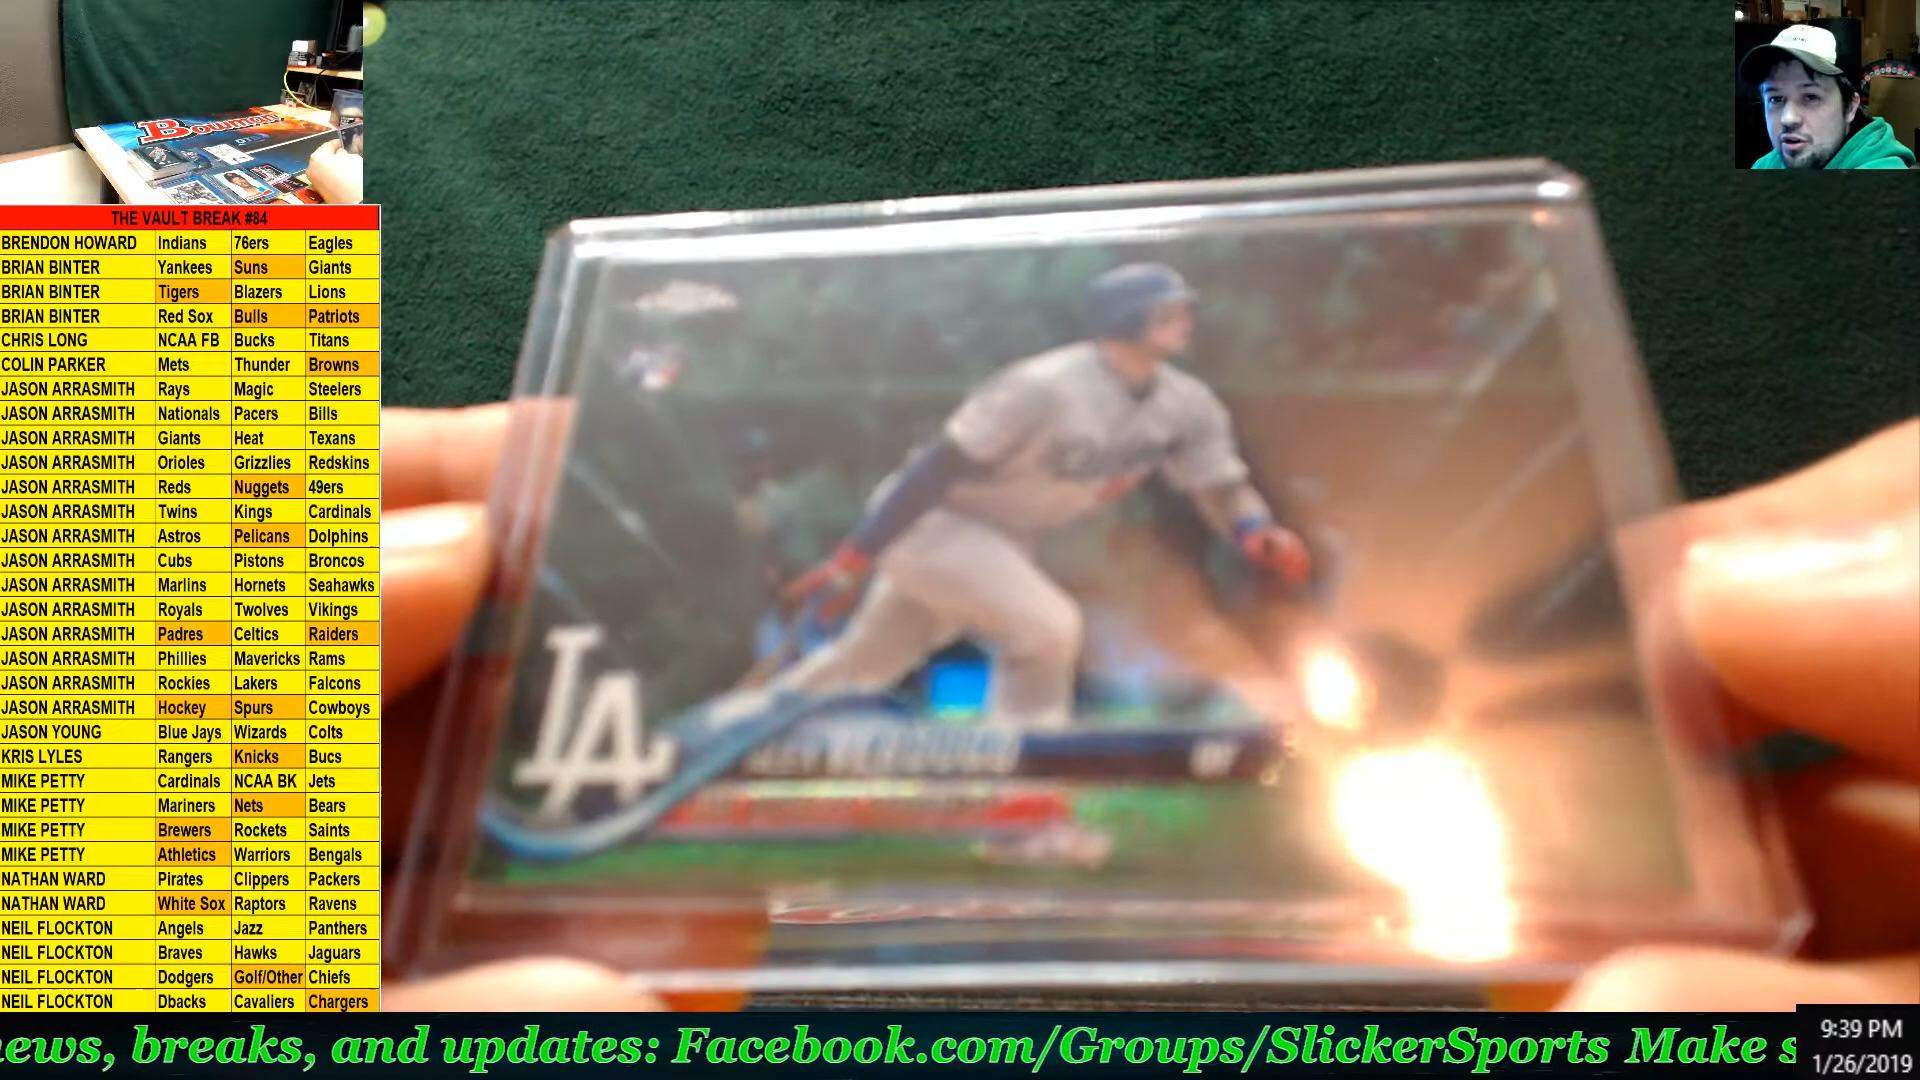 Bowman
THE VAULT BREAK #84
BRENDON HOWARD Indians 76ers Eagles
BRIAN BINTER Yankees Suns Giants
BRIAN BINTER Tigers Blazers Lions
BRIAN BINTER Red Sox Bulls Patriots
CHRIS LONG NCAA FB Bucks Titans
COLIN PARKER Mets Thunder Browns
JASON ARRASMITH Rays Magic Steelers
JASON ARRASMITH Nationals Pacers Bills
JASON ARRASMITH Giants Heat Texans
JASON ARRASMITH Orioles Grizzlies Redskins
JASON ARRASMITH Reds Nuggets 49ers
JASON ARRASMITH Twins Kings Cardinals
JASON ARRASMITH Astros Pelicans Dolphins
JASON ARRASMITH Cubs Pistons Broncos
JASON ARRASMITH Marlins Hornets Seahawks
JASON ARRASMITH Royals Twolves Vikings
JASON ARRASMITH Padres Celtics Raiders
JASON ARRASMITH Phillies Mavericks Rams
JASON ARRASMITH Rockies Lakers Falcons
JASON ARRASMITH Hockey Spurs Cowboys
JASON YOUNG Blue Jays Wizards Colts
KRIS LYLES Rangers Knicks Bucs
MIKE PETTY Cardinals NCAA BK Jets
MIKE PETTY Mariners Nets Bears
MIKE PETTY Brewers Rockets Saints
MIKE PETTY Athletics Warriors Bengals
NATHAN WARD Pirates Clippers Packers
NATHAN WARD White Sox Raptors Ravens
NEIL FLOCKTON Angels Jazz Panthers
NEIL FLOCKTON Braves Hawks Jaguars
NEIL FLOCKTON Dodgers Golf/Other Chiefs
NEIL FLOCKTON Dbacks Cavaliers Chargers
LA
news, breaks, and updates: Facebook.com/Groups/SlickerSports Make s
9:39 PM
1/26/2019